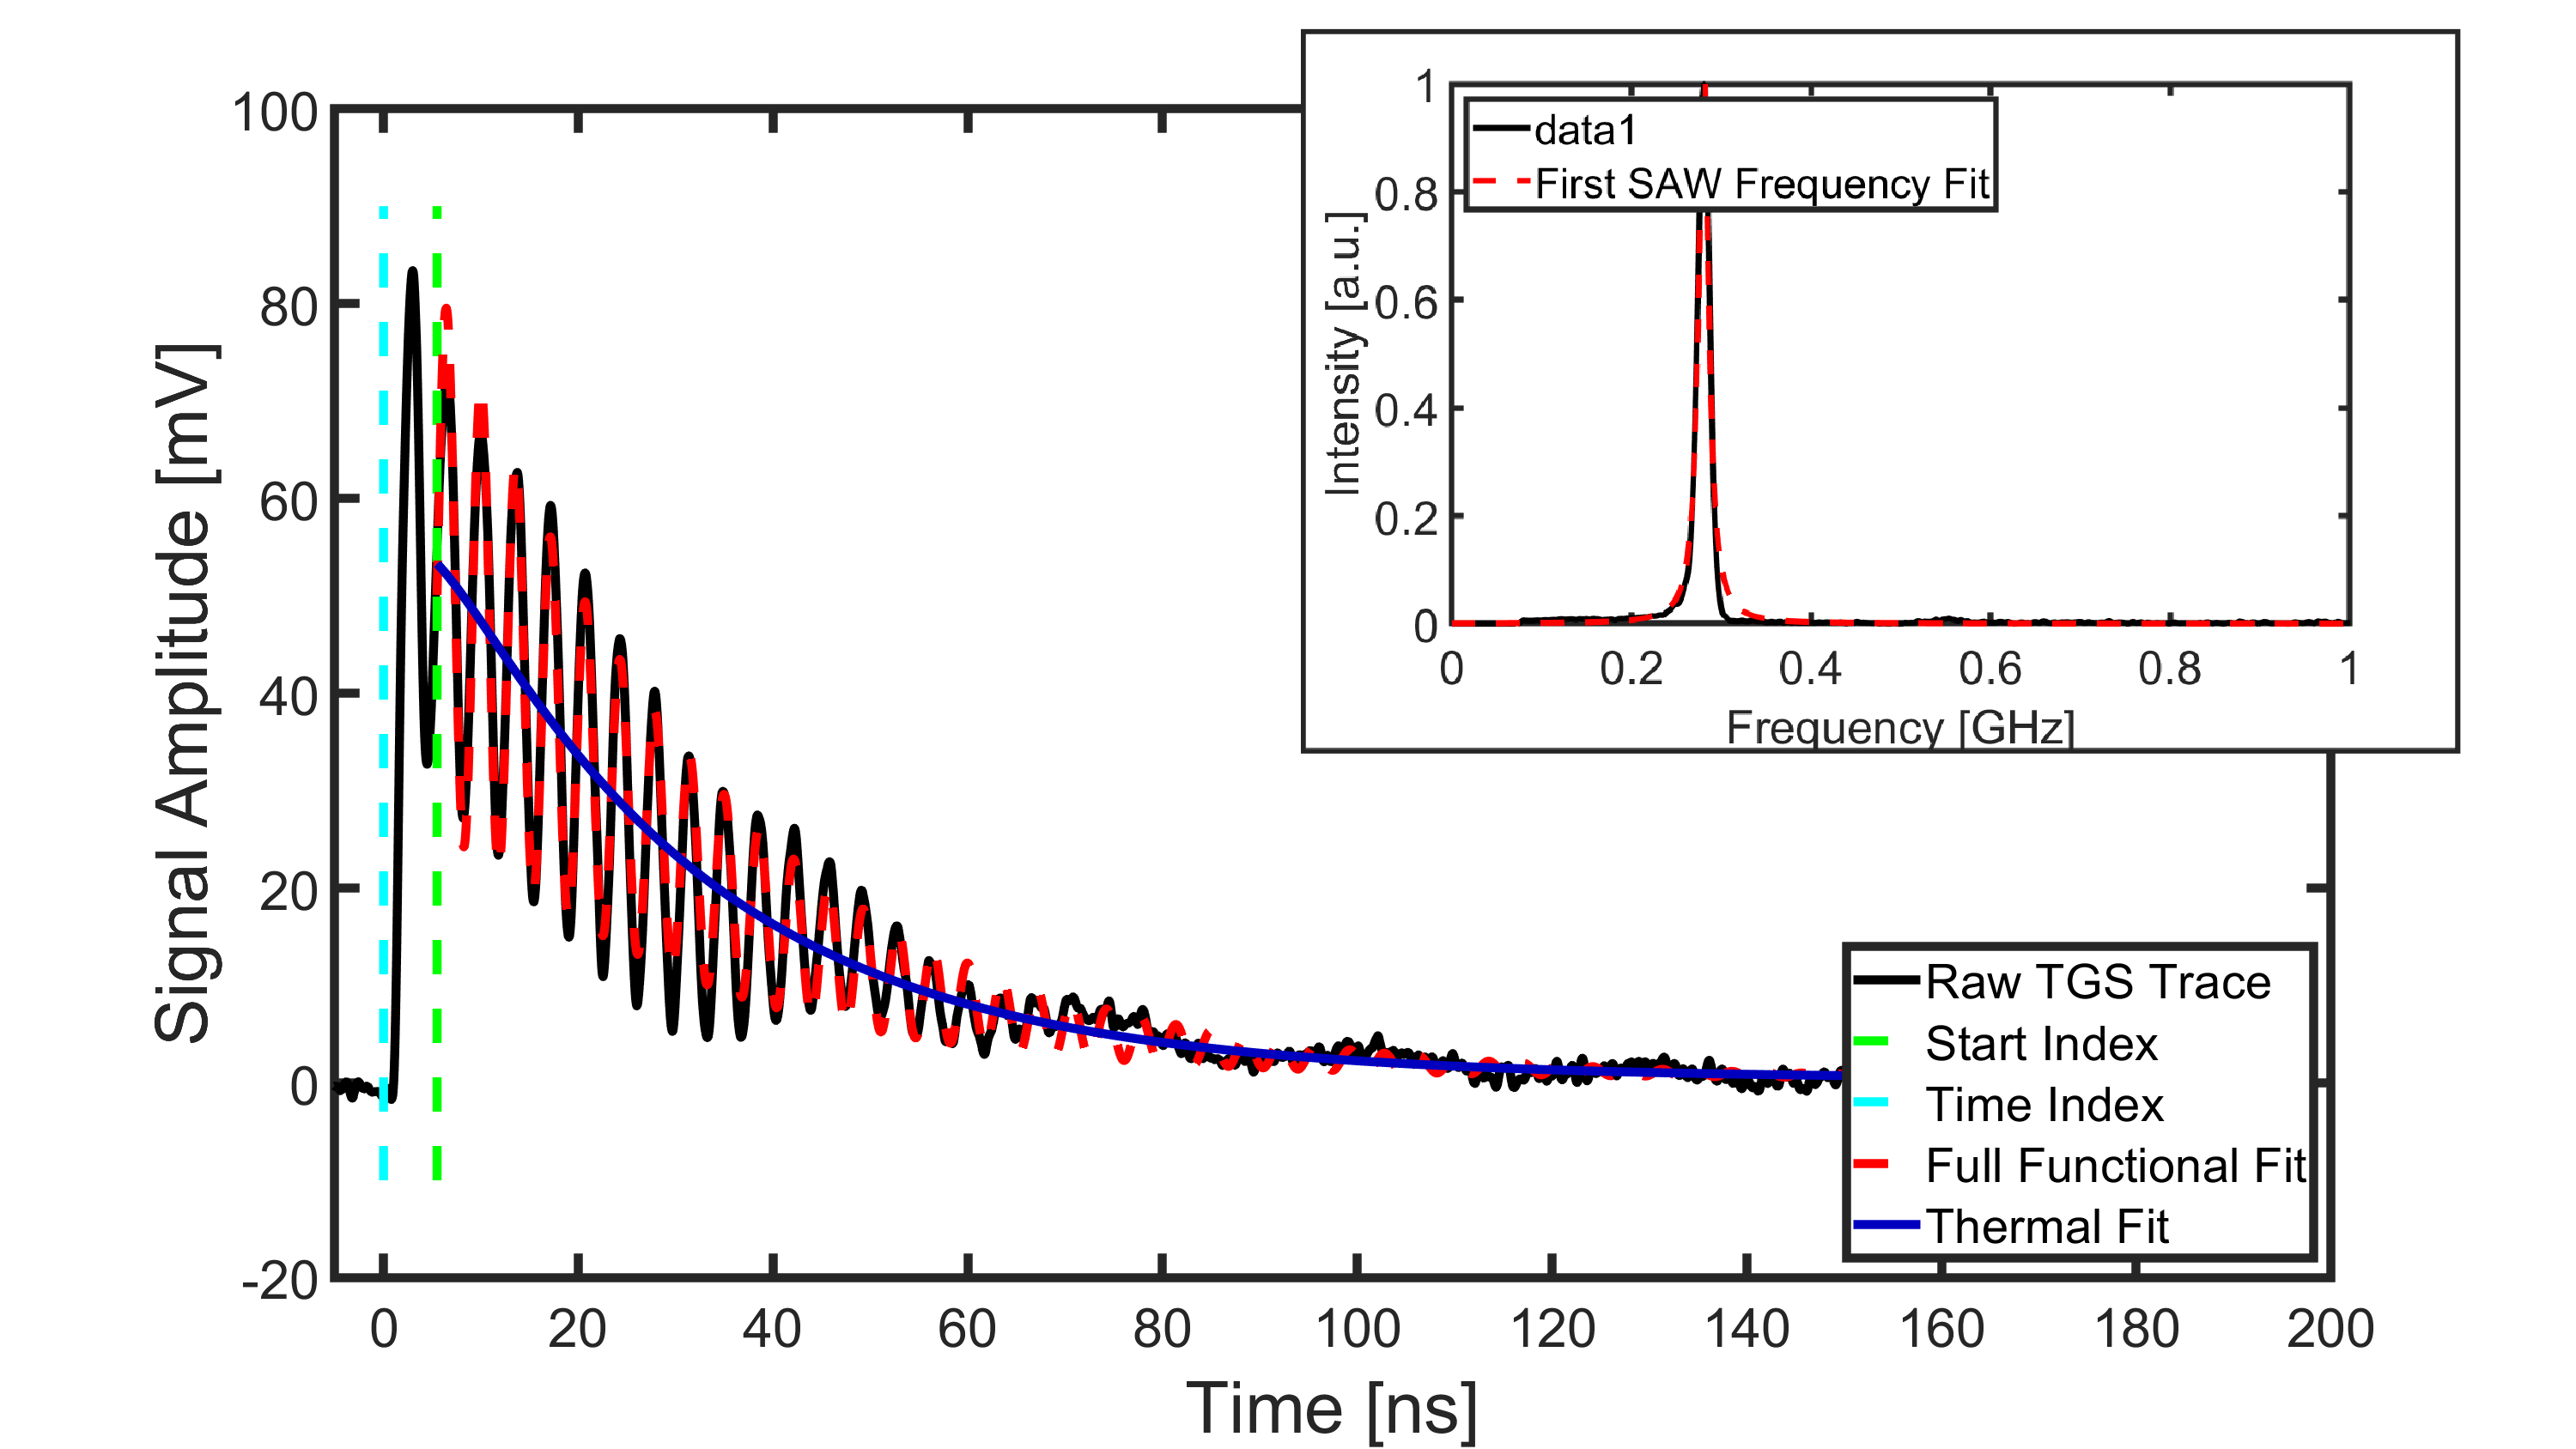 100
80
60
40
20
0
-20
Signal Amplitude [mV]
0 20 40 60 80 100 120 140 160 180 200
Time [ns]
1
0.8
0.6
0.4
0.2
0
Intensity [a.u.]
data1
First SAW Frequency Fit
0 0.2 0.4 0.6 0.8 1
Frequency [GHz]
Raw TGS Trace
Start Index
Time Index
Full Functional Fit
Thermal Fit